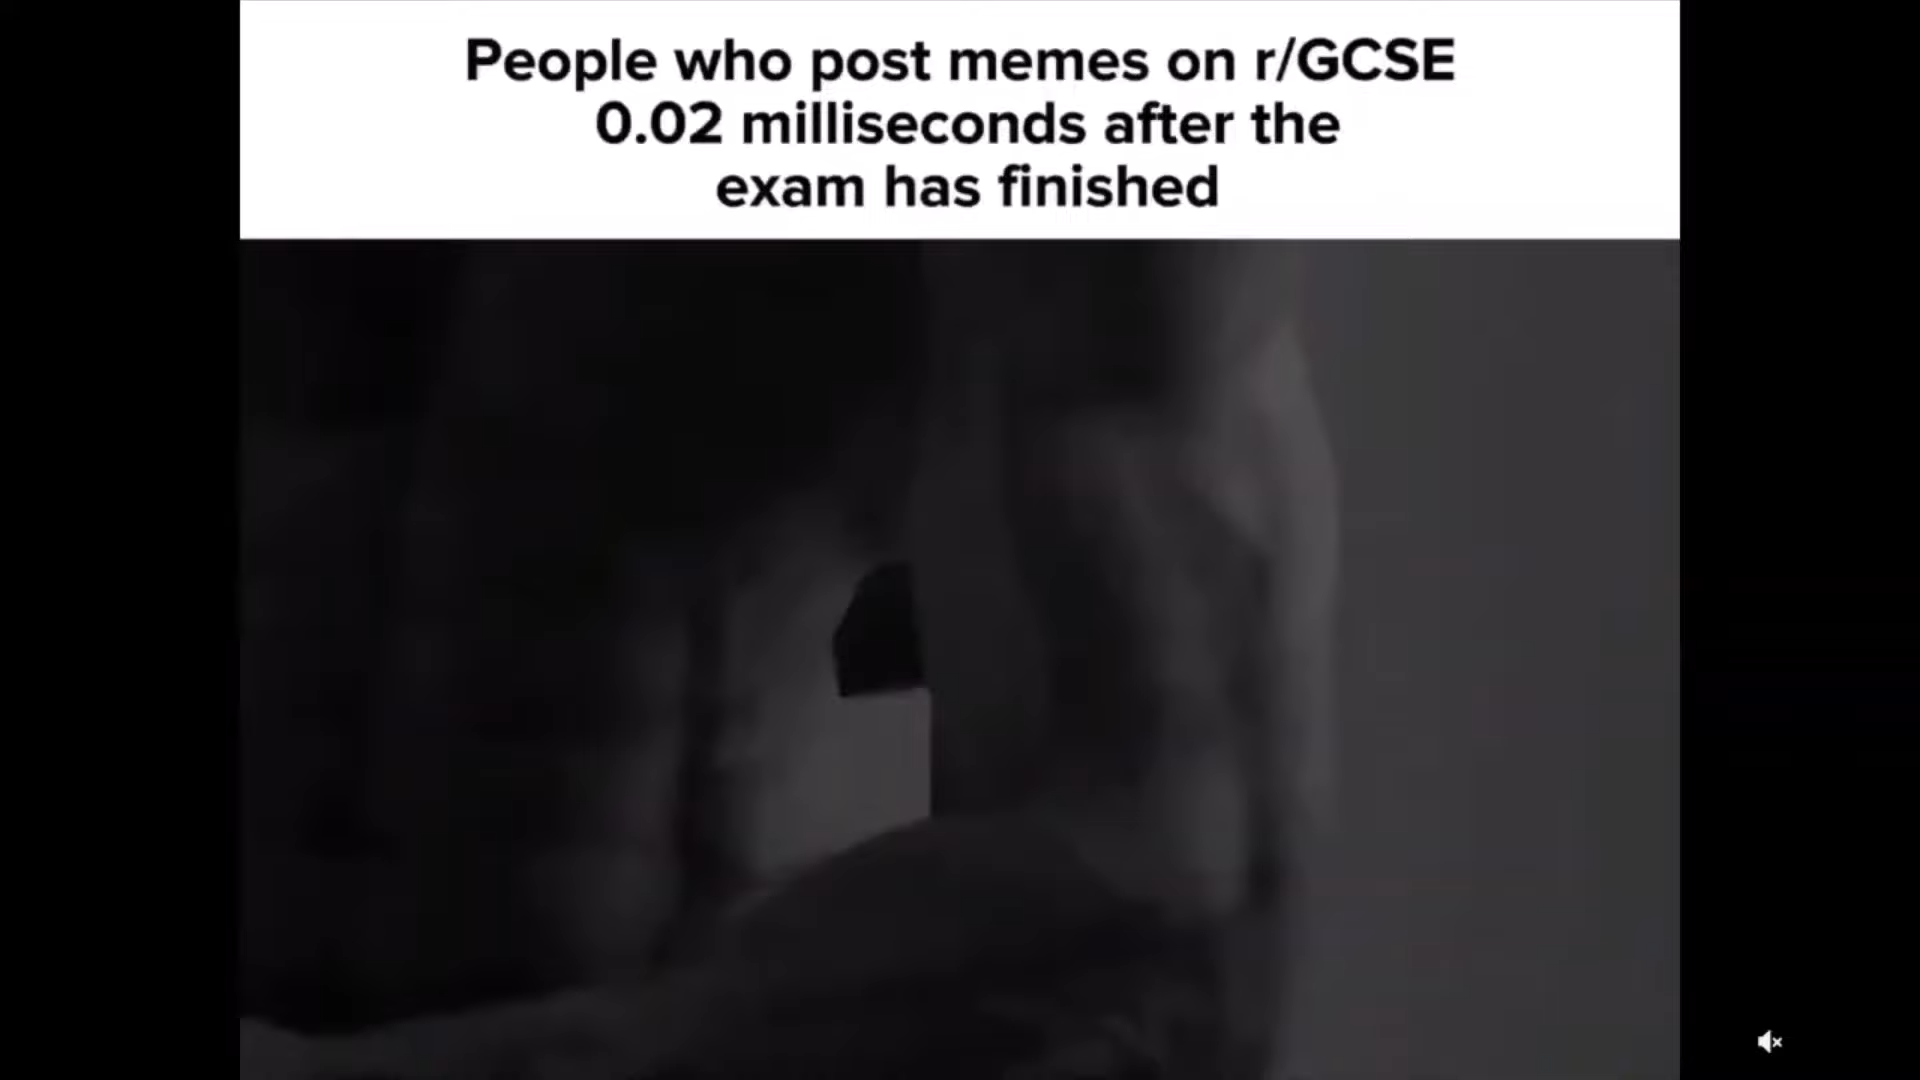 People who post memes on r/GCSE
0.02 milliseconds after the
exam has finished